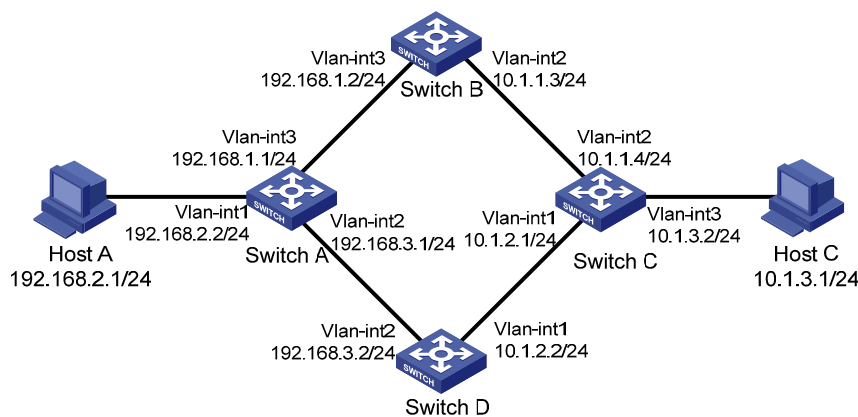 Vlan-int3
192.168.1.2/24
SWITCH
Switch B
Vlan-int2
10.1.1.3/24
Vlan-int3
192.168.1.1/24
Vlan-int2
10.1.1.4/24
Host A
192.168.2.1/24
Vlan-int1
192.168.2.2/24
SWITCH
Switch A
Vlan-int2
192.168.3.1/24
Vlan-int1
10.1.2.1/24
SWITCH
Switch C
Vlan-int3
10.1.3.2/24
Host C
10.1.3.1/24
Vlan-int2
192.168.3.2/24
SWITCH
Switch D
Vlan-int1
10.1.2.2/24